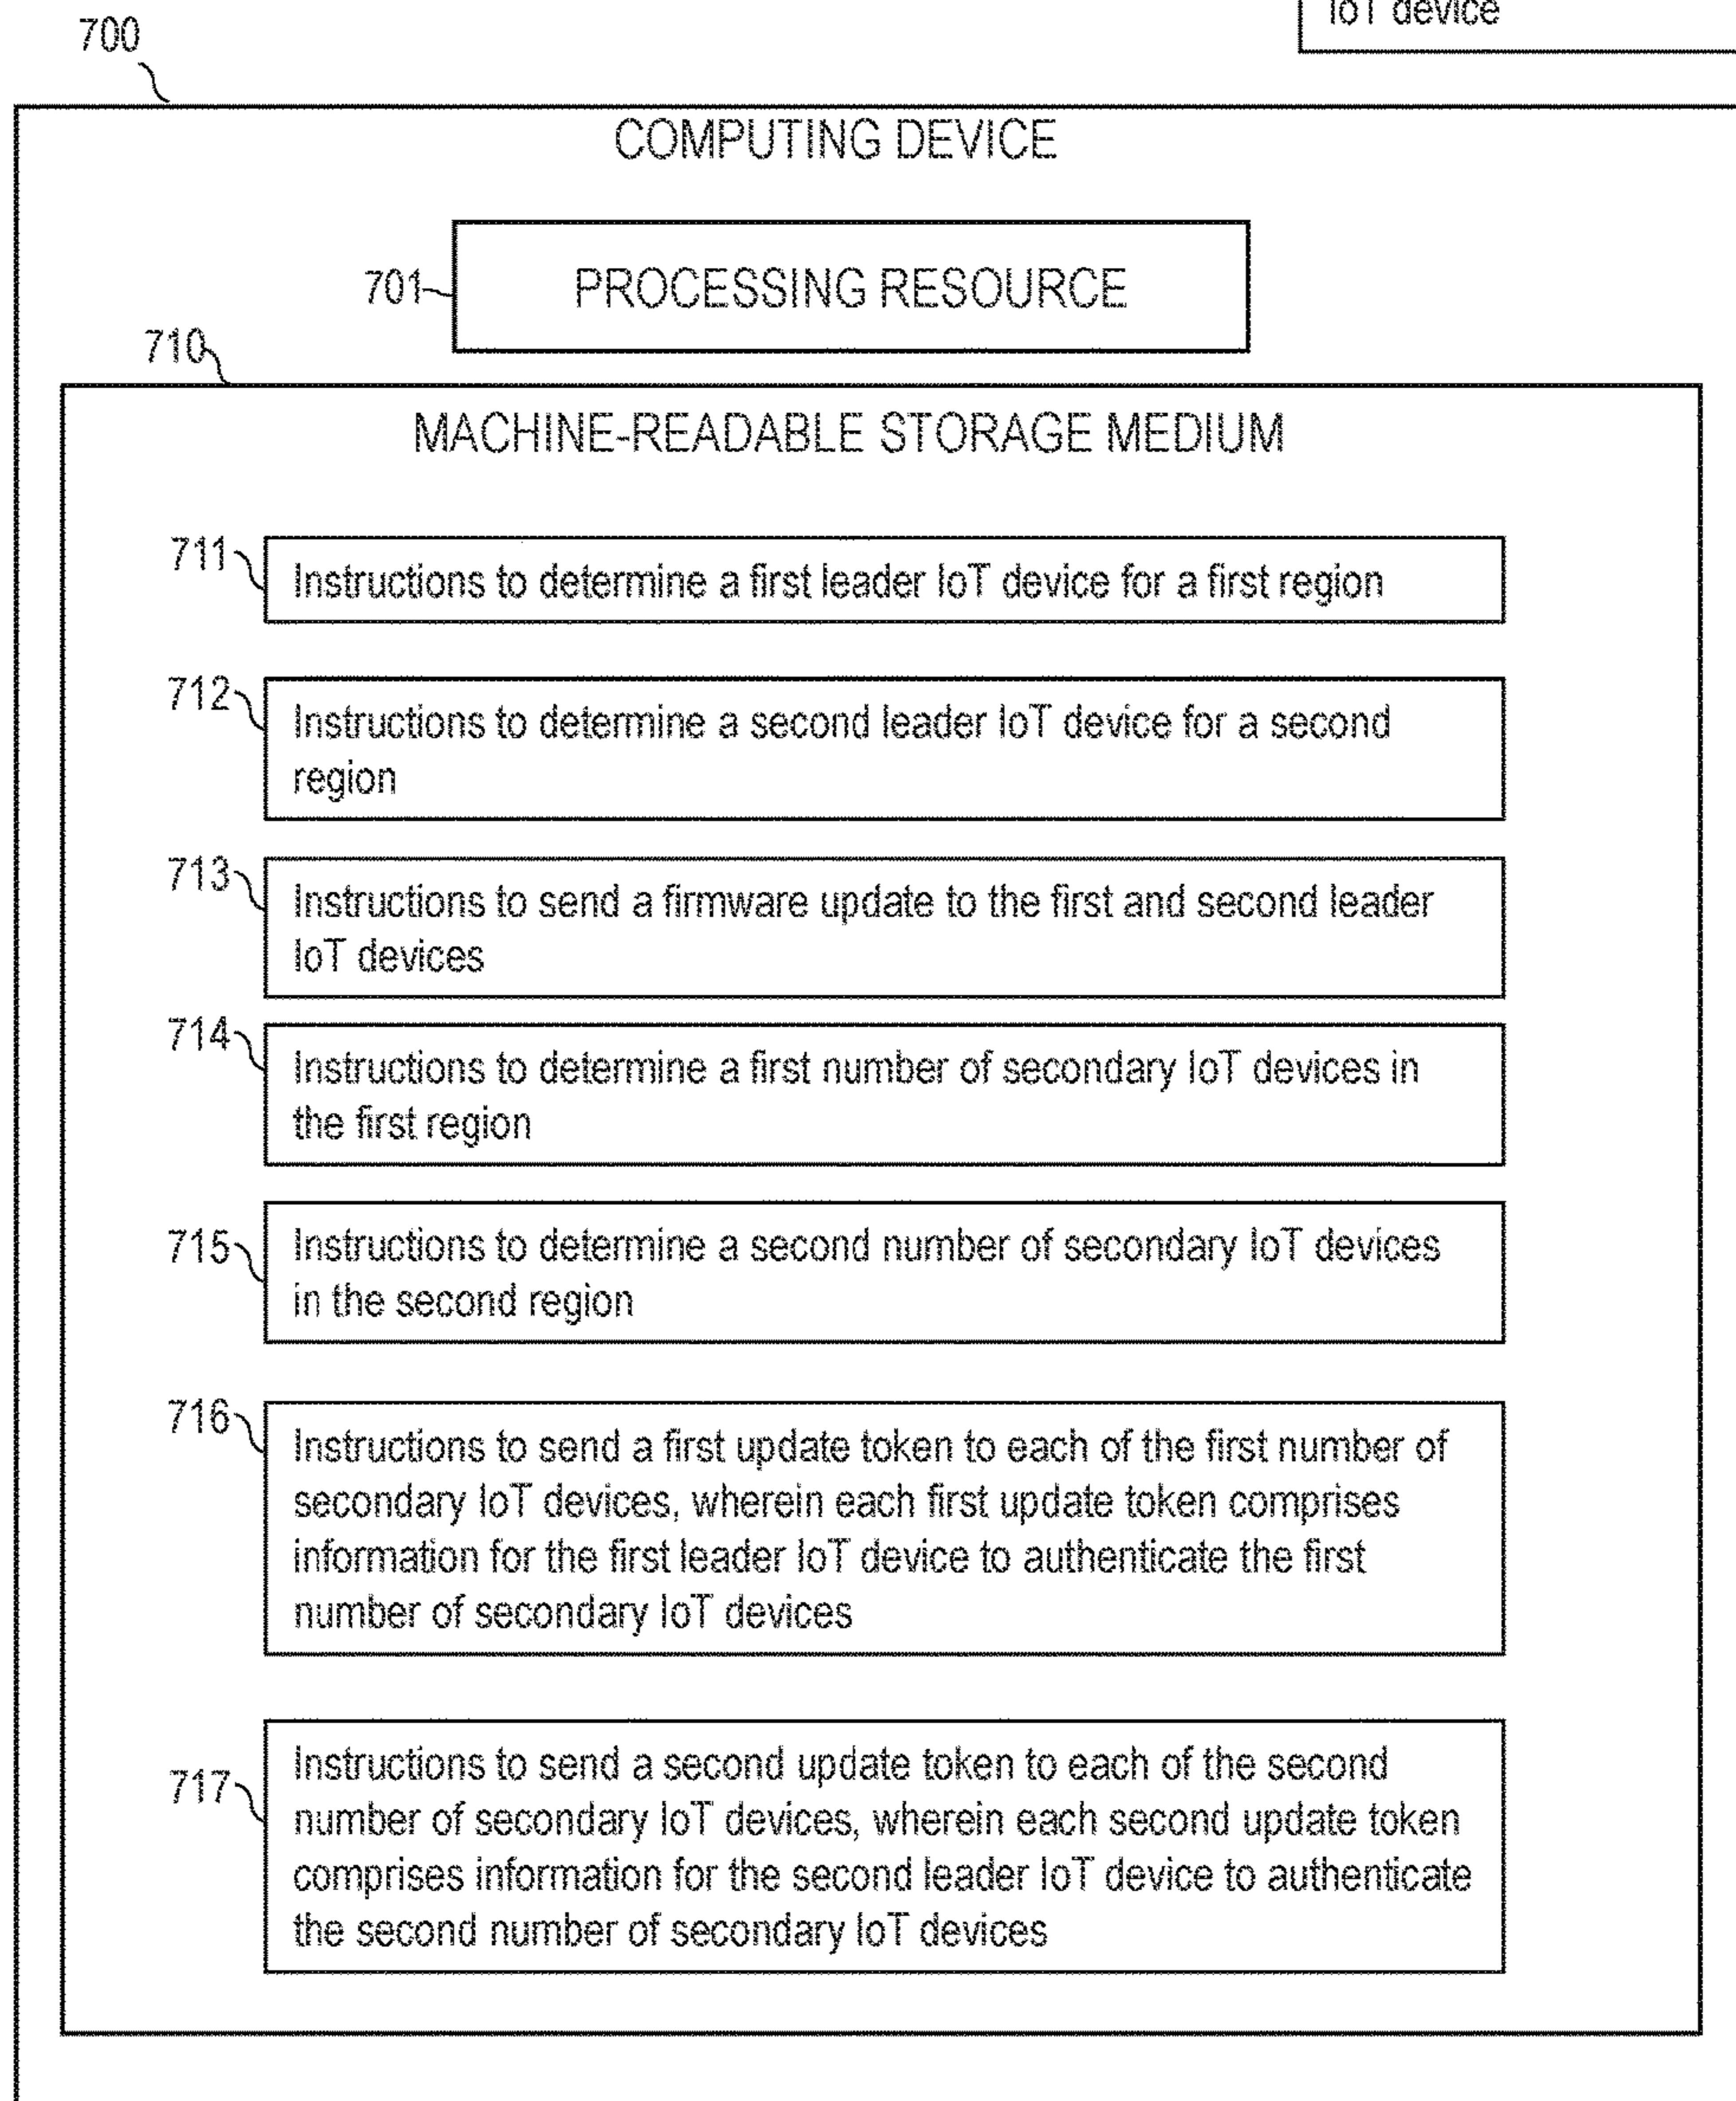 IoT device
700
COMPUTING DEVICE
701
PROCESSING RESOURCE
710
MACHINE-READABLE STORAGE MEDIUM
711
Instructions to determine a first leader IoT device for a first region
712
Instructions to determine a second leader IoT device for a second
region
713
Instructions to send a firmware update to the first and second leader
IoT devices
714
Instructions to determine a first number of secondary IoT devices in
the first region
715
Instructions to determine a second number of secondary IoT devices
in the second region
716
Instructions to send a first update token to each of the first number of
secondary IoT devices, wherein each first update token comprises
information for the first leader IoT device to authenticate the first
number of secondary IoT devices
717
Instructions to send a second update token to each of the second
number of secondary IoT devices, wherein each second update token
comprises information for the second leader IoT device to authenticate
the second number of secondary IoT devices